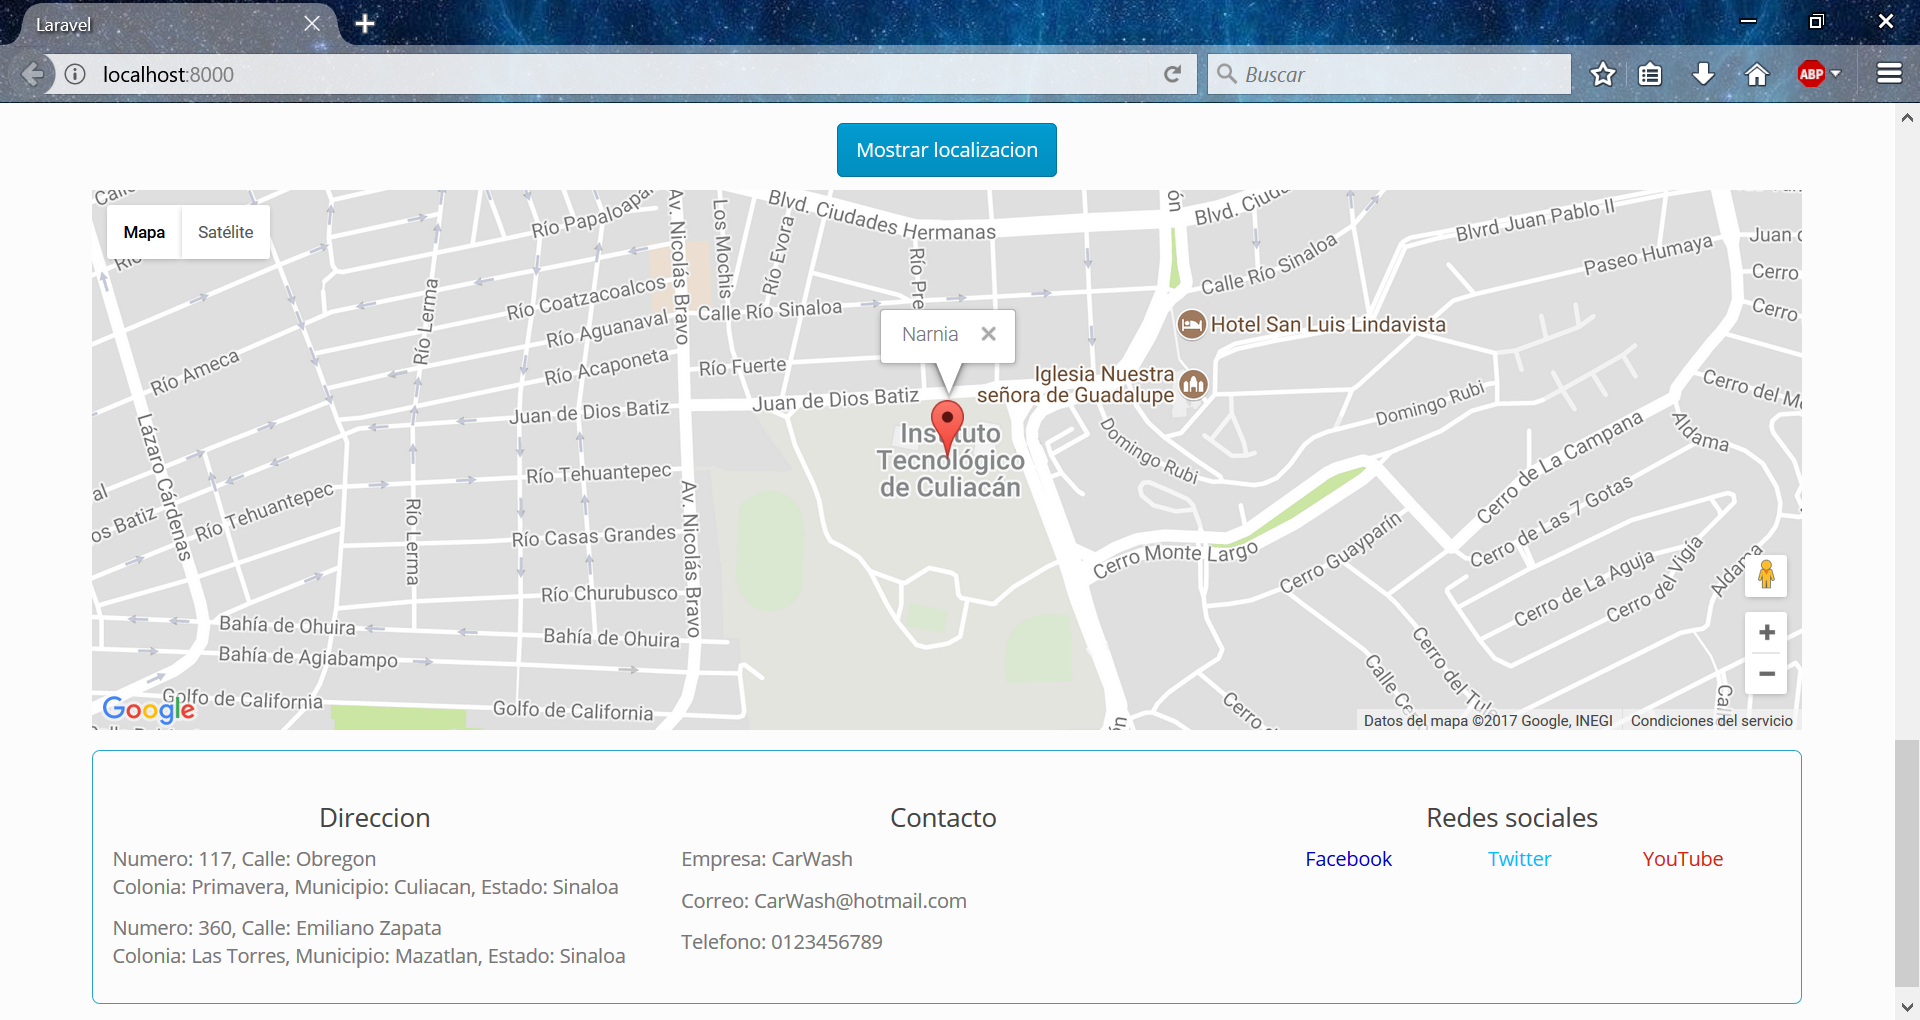 Laravel
localhost:8000
Buscar
ABP
Mostrar localizacion
Mapa
Satélite
Río Papaloapa
Av. Nicolás Bravo
Los Mochis
Río Evora
Blvd. Ciudades Hermanas
Blvd. Ciu
Blvrd Juan Pablo II
Paseo Humaya
Juan d
Cerro
Cerro
Calle Río Sinaloa
Río Pre
Río Lerma
Río Coatzacoalcos
Calle Río Sinaloa
Río Aguanaval
Río Ameca
Río Acaponeta
Río Fuerte
Narnia
Hotel San Luis Lindavista
Iglesia Nuestra
señora de Guadalupe
Juan de Dios Batiz
Juan de Dios Batiz
Domingo Rubi
Domingo Rubi
Cerro del M
Aldama
Lázaro Cárdenas
Instituto
Tecnológico
de Culiacán
Cerro de La Campana
Río Tehuantepec
Río Tehuantepec
al
os Batiz
Río Lerma
Av. Nicolás Bravo
Cerro de Las 7 Gotas
Río Casas Grandes
Cerro Monte Largo
Cerro Guayparín
Cerro de La Aguja
Cerro del Vigía
Aldama
Río Churubusco
Bahía de Ohuira
Bahía de Ohuira
Bahía de Agiabampo
Golfo de California
Golfo de California
Cerro del Tule
Calle Ce
Cerro
Google
Datos del mapa ©2017 Google, INEGI
Condiciones del servicio
Direccion
Numero: 117, Calle: Obregon
Colonia: Primavera, Municipio: Culiacan, Estado: Sinaloa
Numero: 360, Calle: Emiliano Zapata
Colonia: Las Torres, Municipio: Mazatlan, Estado: Sinaloa
Contacto
Empresa: CarWash
Correo: CarWash@hotmail.com
Telefono: 0123456789
Redes sociales
Facebook
Twitter
YouTube